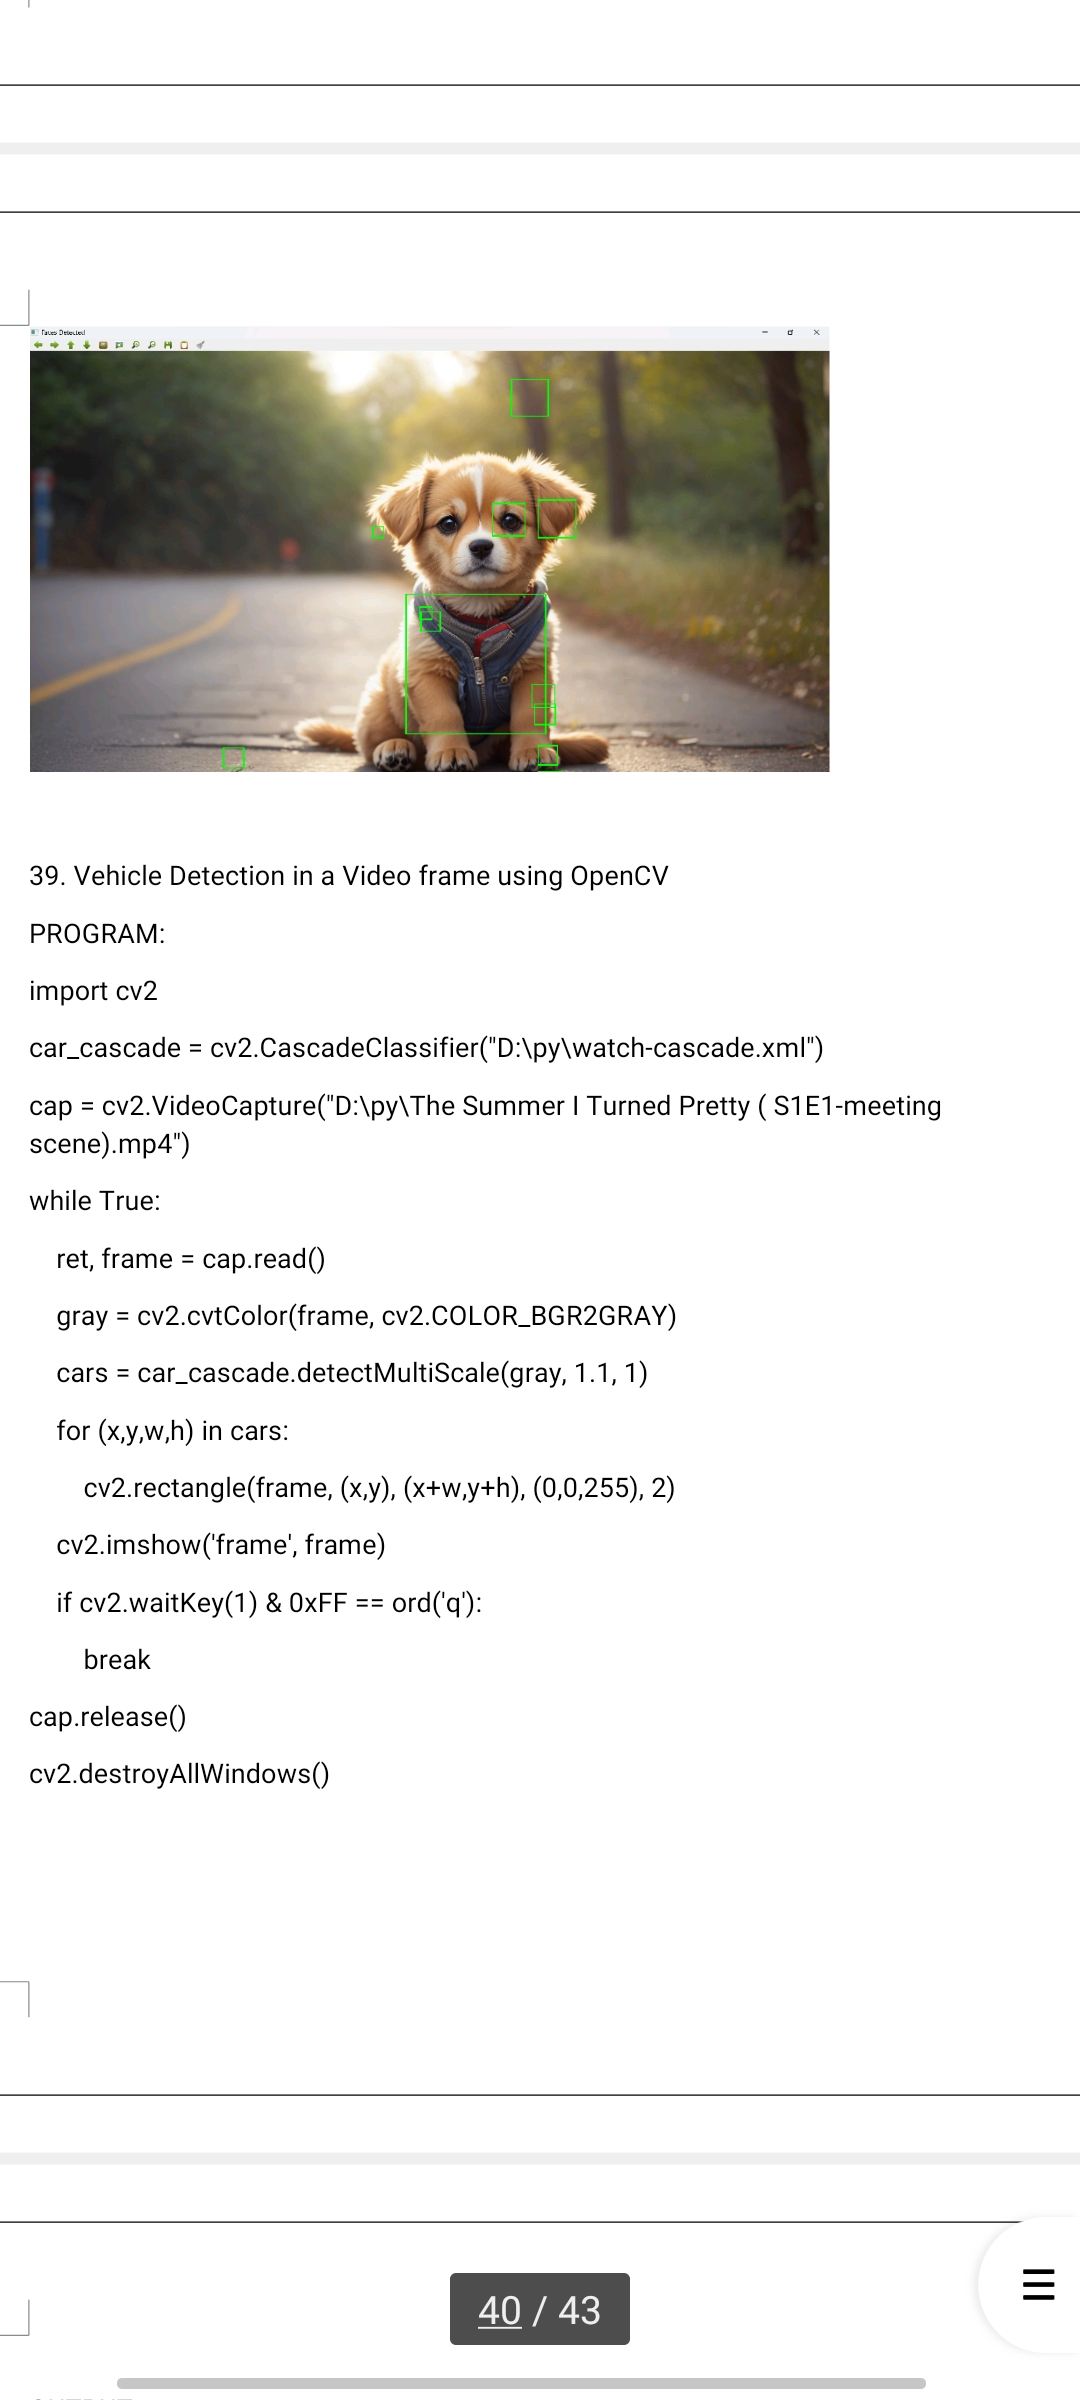 Faces Detected
39. Vehicle Detection in a Video frame using OpenCV
PROGRAM:
import cv2
car_cascade = cv2.CascadeClassifier("D:\py\watch-cascade.xml")
cap = cv2.VideoCapture("D:\py\The Summer I Turned Pretty ( S1E1-meeting
scene).mp4")
while True:
ret, frame = cap.read()
gray = cv2.cvtColor(frame, cv2.COLOR_BGR2GRAY)
cars = car_cascade.detectMultiScale(gray, 1.1, 1)
for (x,y,w,h) in cars:
cv2.rectangle(frame, (x,y), (x+w,y+h), (0,0,255), 2)
cv2.imshow('frame', frame)
if cv2.waitKey(1) & 0xFF == ord('q'):
break
cap.release()
cv2.destroyAllWindows()
40 / 43